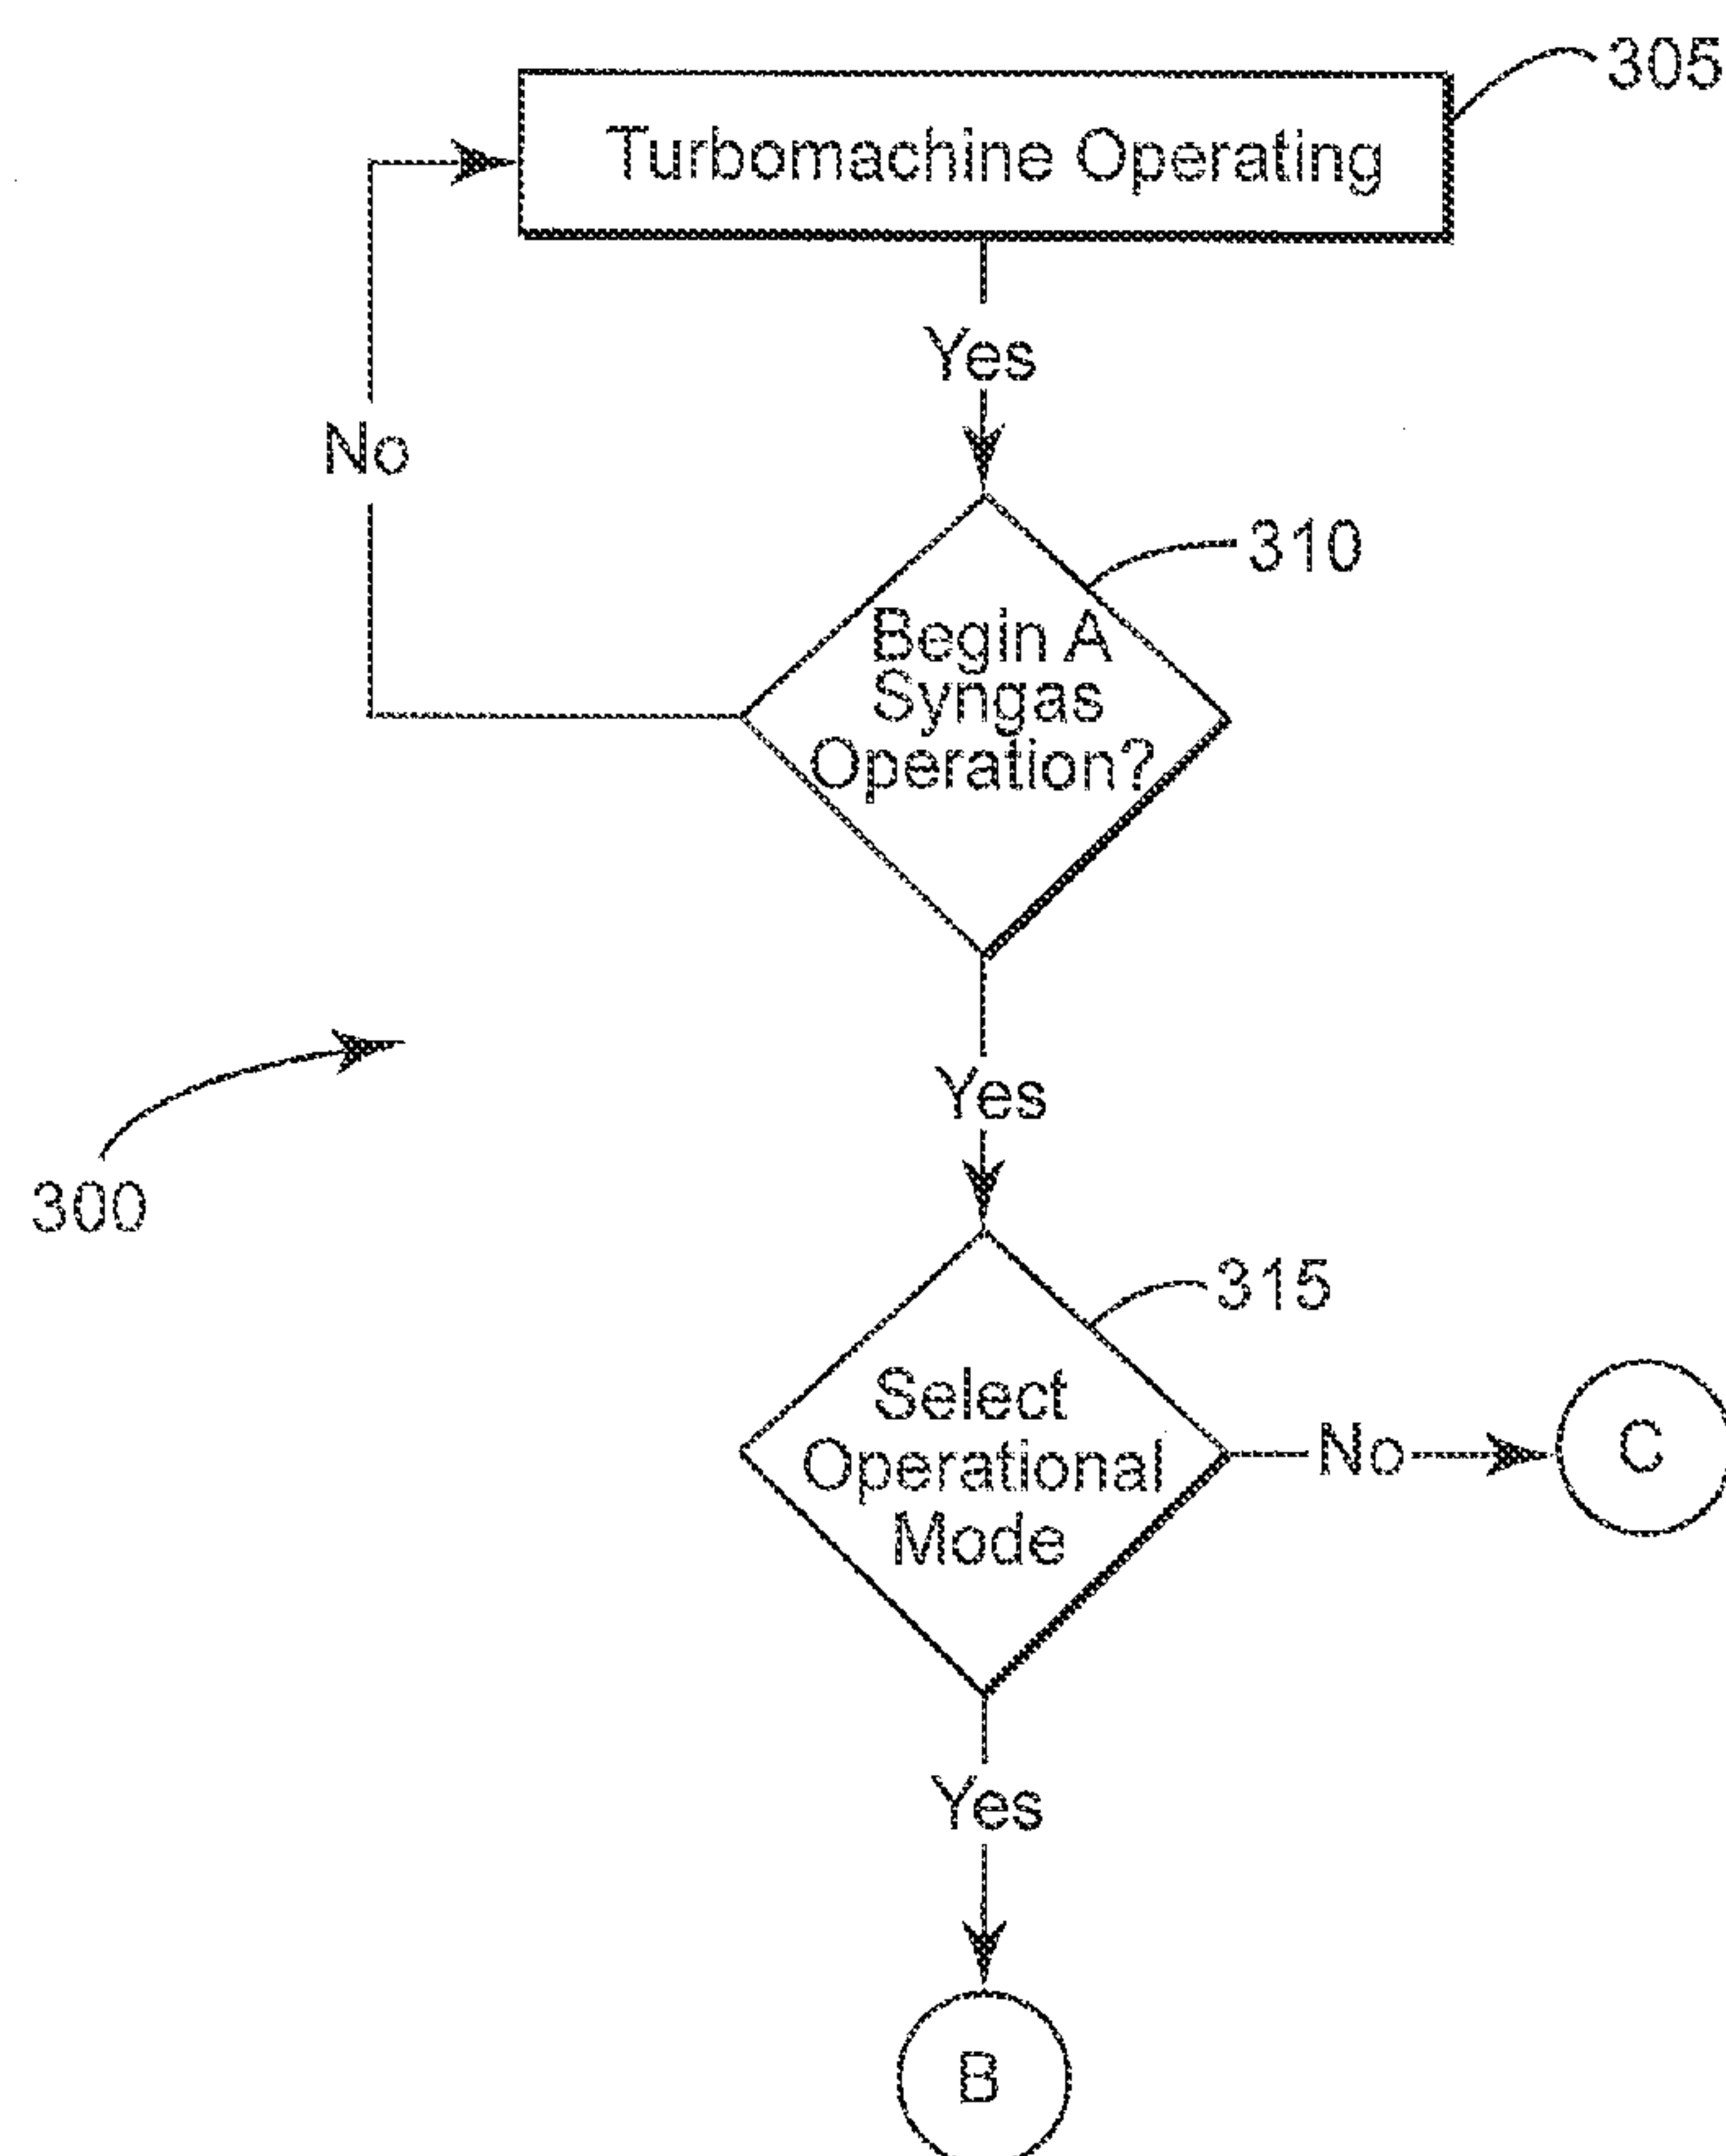 305
Turbomachine Operating
Yes
No
310
Begin A
Syngas
Operation?
300
Yes
315
Select
Operational
Mode
No
C
Yes
B